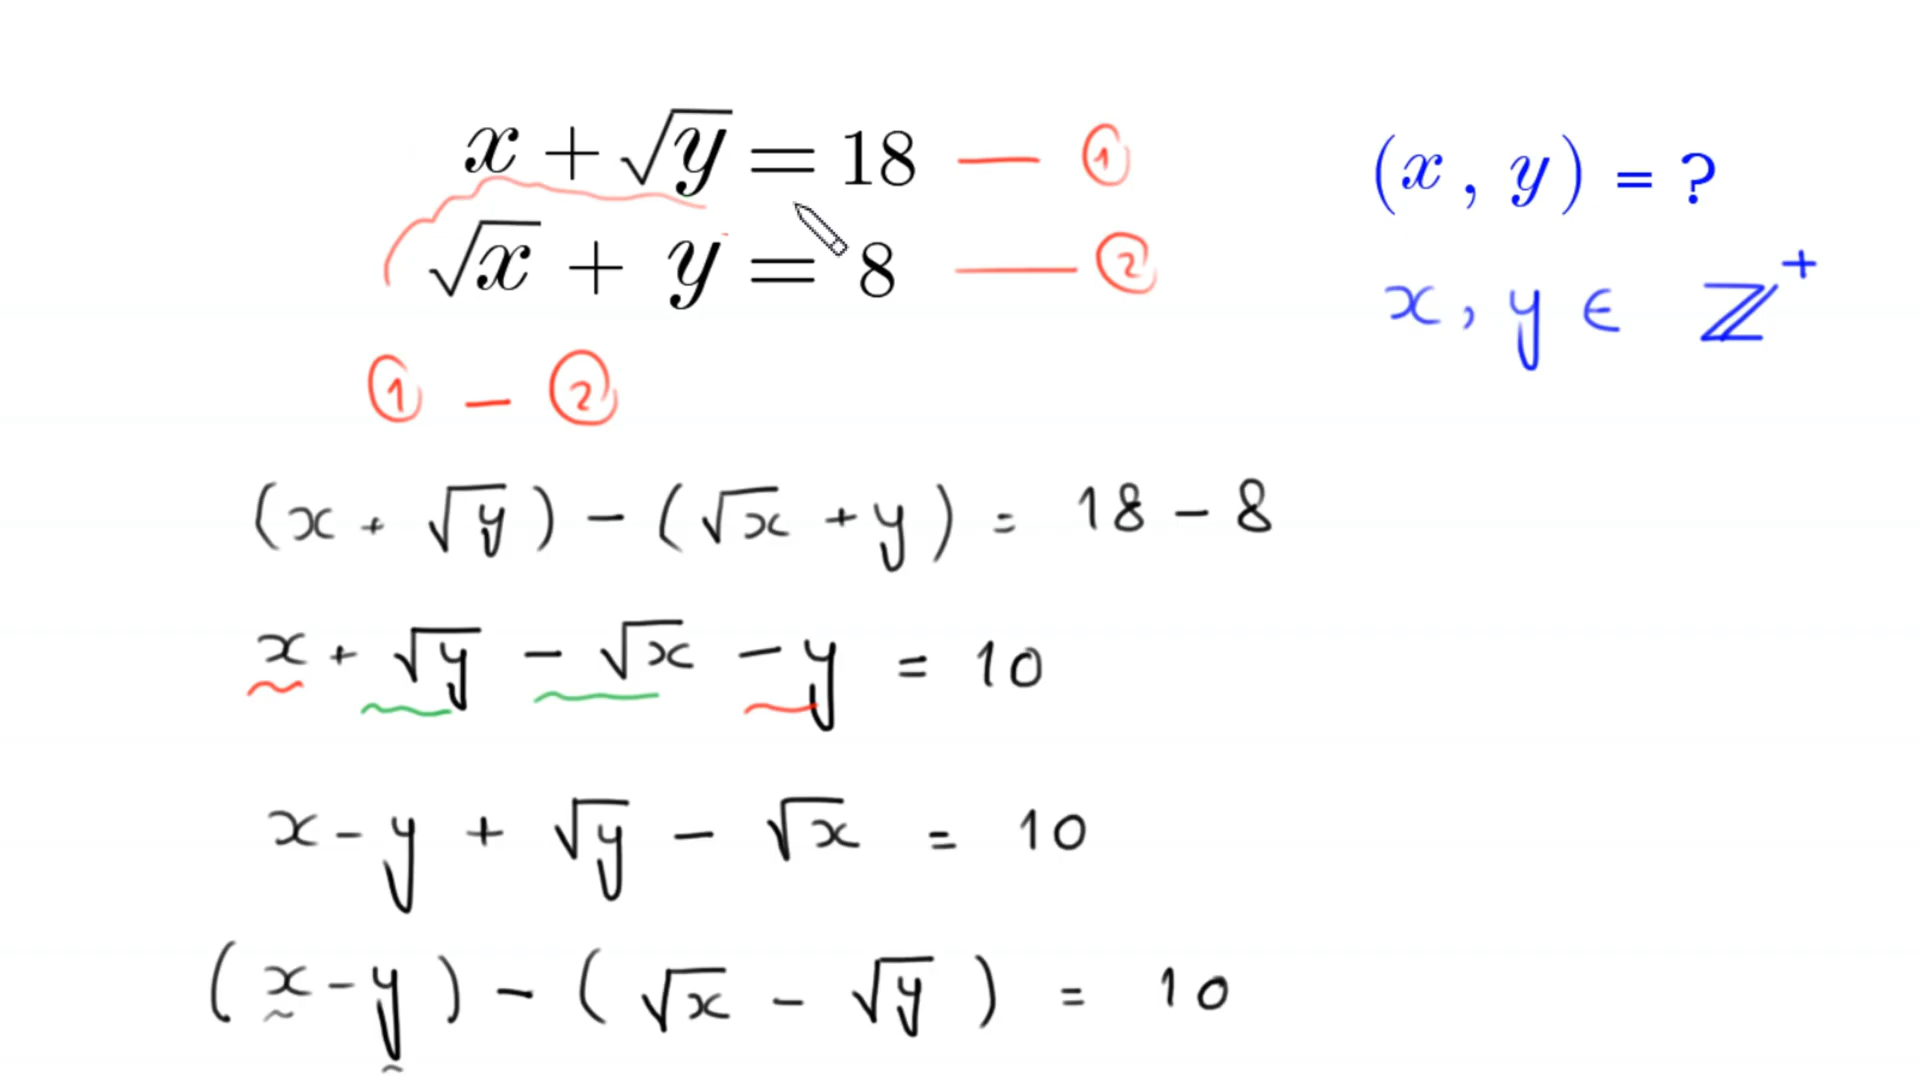 x + √y = 18 — ①
(x , y) = ?
√x + y = 8 — ②
x , y ∈ ℤ⁺
① – ②
(x + √y) – (√x + y) = 18 – 8
x + √y – √x – y = 10
x – y + √y – √x = 10
(x – y) – (√x – √y) = 10